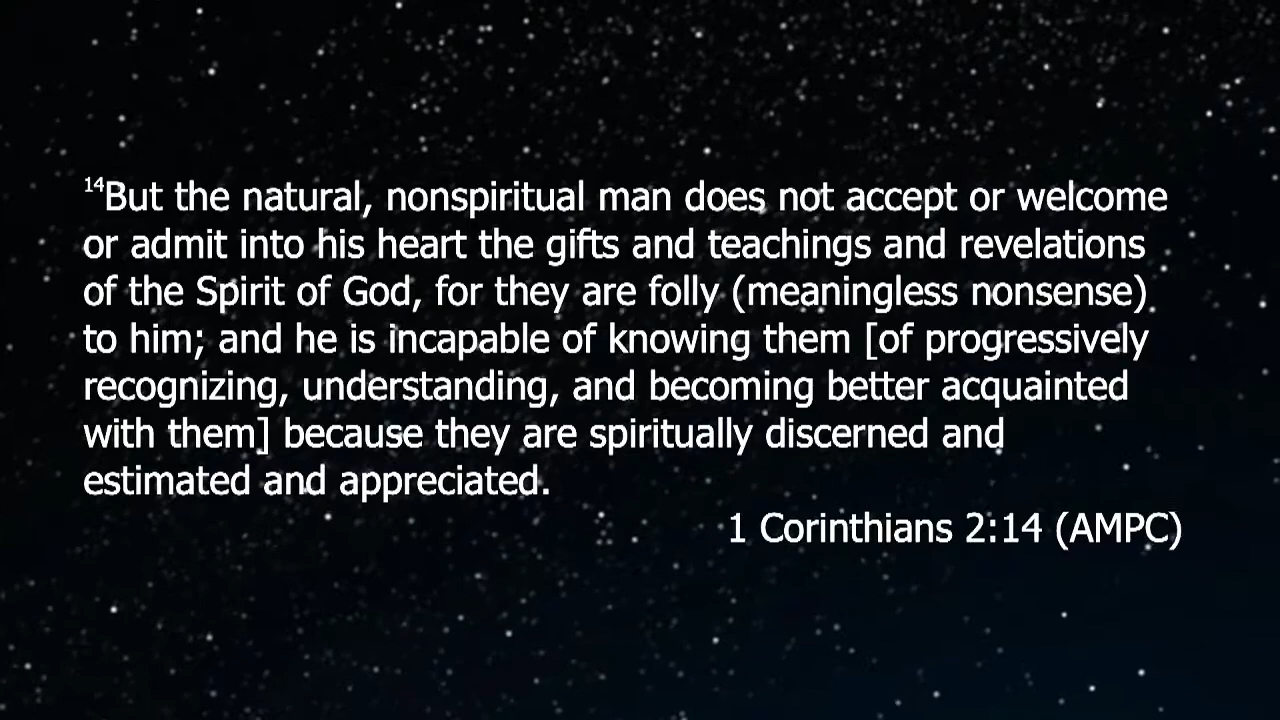 14But the natural, nonspiritual man does not accept or welcome
or admit into his heart the gifts and teachings and revelations
of the Spirit of God, for they are folly (meaningless nonsense)
to him; and he is incapable of knowing them [of progressively
recognizing, understanding, and becoming better acquainted
with them] because they are spiritually discerned and
estimated and appreciated.
1 Corinthians 2:14 (AMPC)